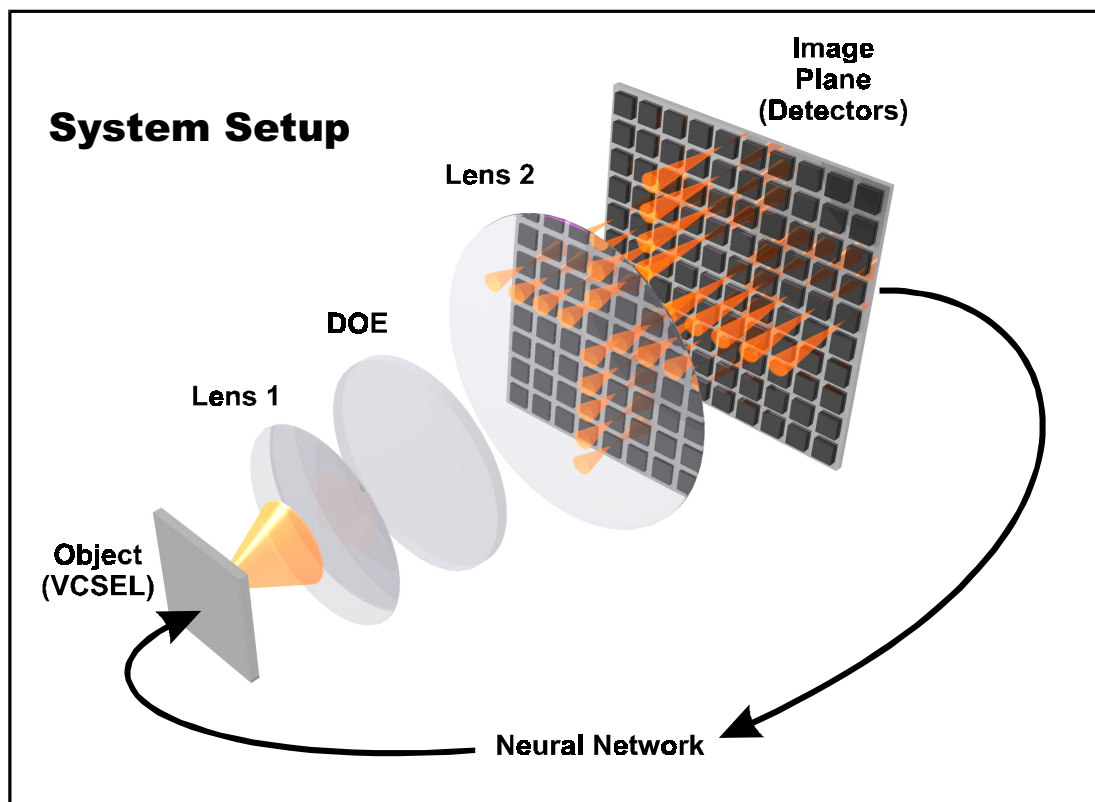 System Setup
Image
Plane
(Detectors)
Lens 2
DOE
Lens 1
Object
(VCSEL)
Neural Network